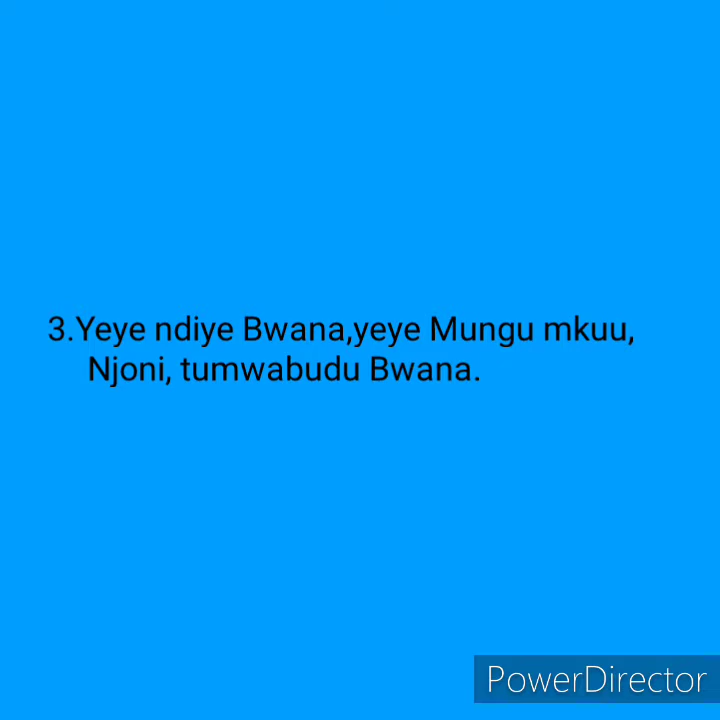 3.Yeye ndiye Bwana,yeye Mungu mkuu,
Njoni, tumwabudu Bwana.
PowerDirector